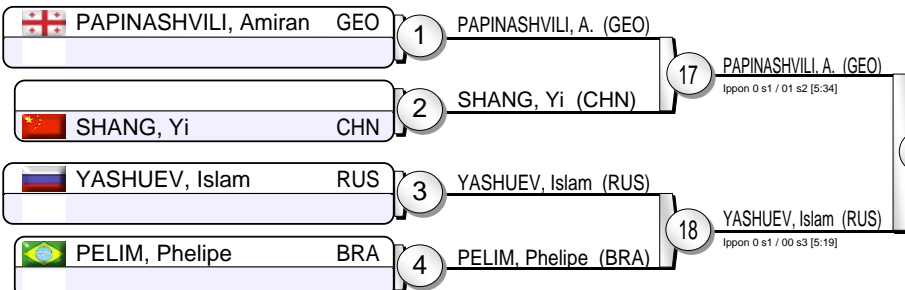 PAPINASHVILI, Amiran GEO
1
PAPINASHVILI, A. (GEO)
17
PAPINASHVILI, A. (GEO)
Ippon 0 s1 / 01 s2 [5:34]
2
SHANG, Yi (CHN)
SHANG, Yi CHN
YASHUEV, Islam RUS
3
YASHUEV, Islam (RUS)
18
YASHUEV, Islam (RUS)
Ippon 0 s1 / 00 s3 [5:19]
PELIM, Phelipe BRA
4
PELIM, Phelipe (BRA)